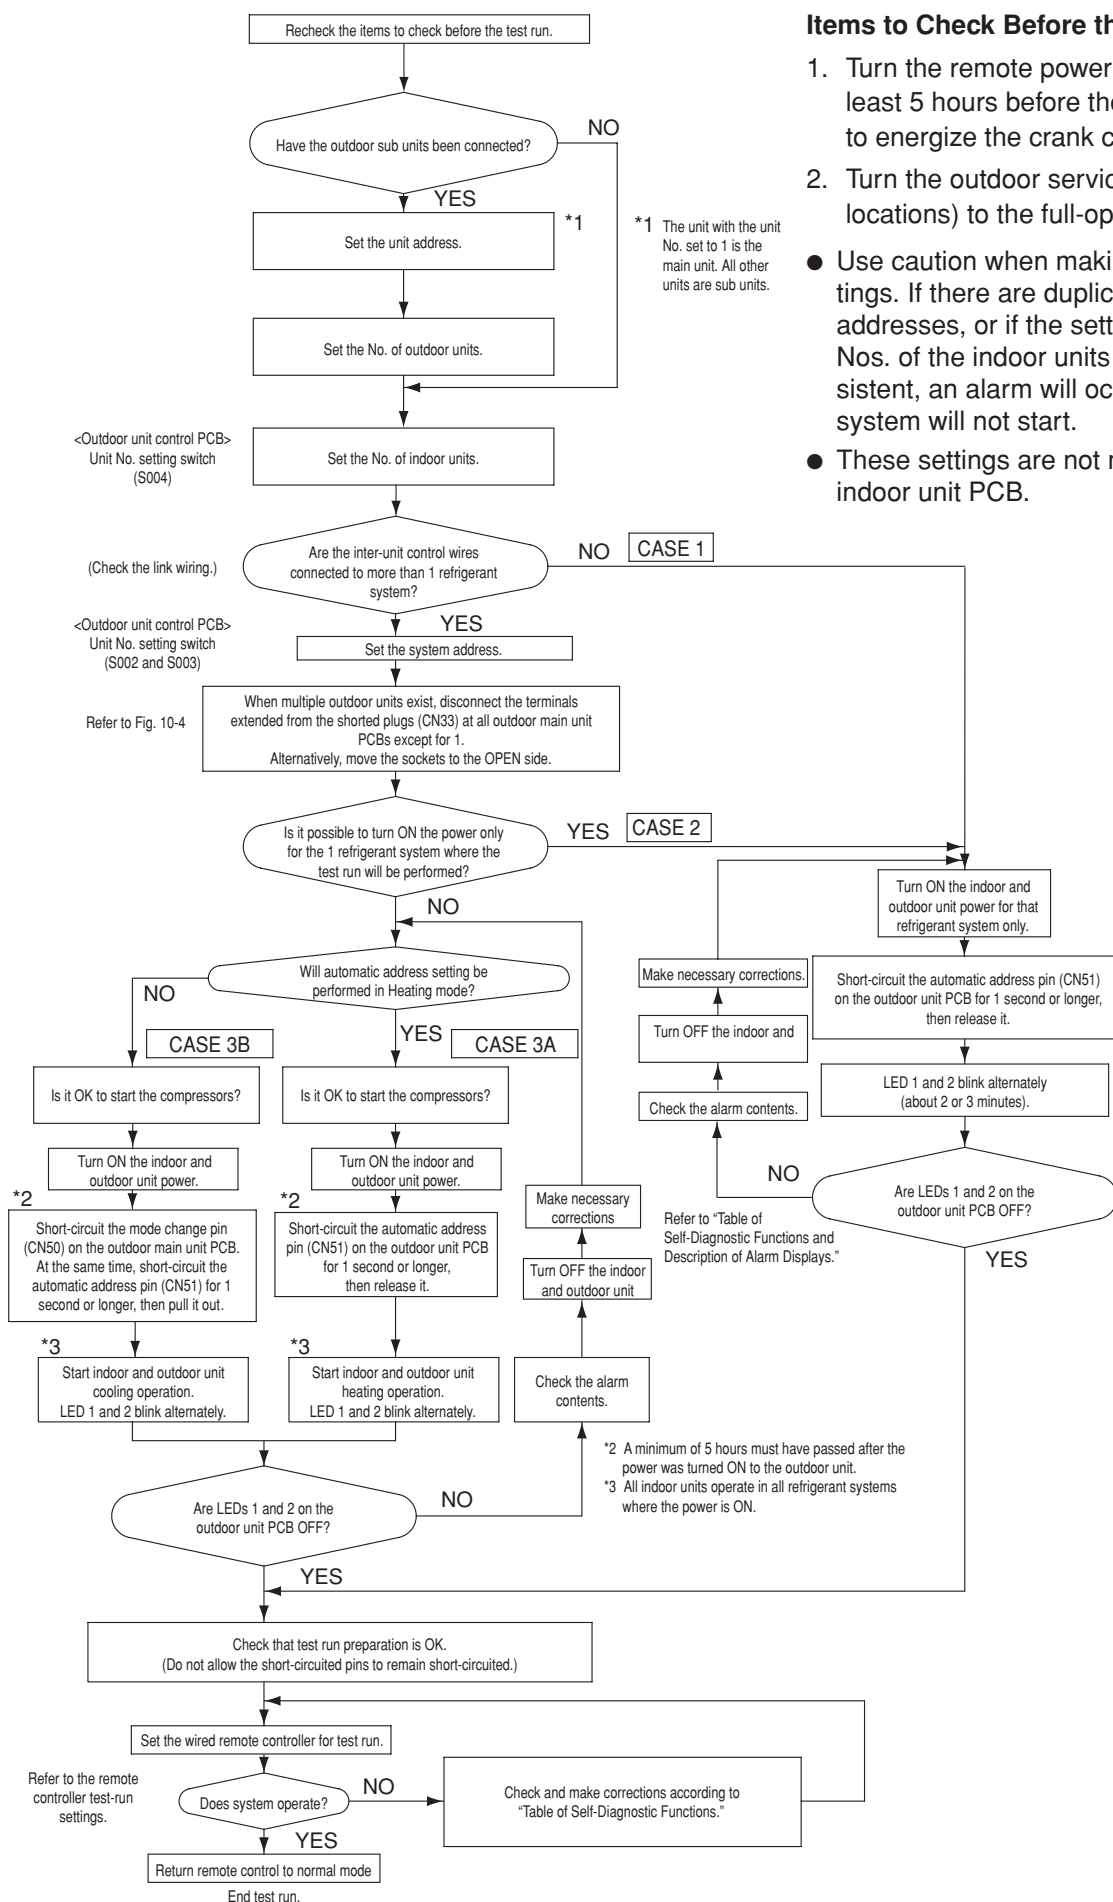 Recheck the items to check before the test run.
Have the outdoor sub units been connected?
NO
YES
Set the unit address.
*1
*1 The unit with the unit
No. set to 1 is the
main unit. All other
units are sub units.
Set the No. of outdoor units.
<Outdoor unit control PCB>
Unit No. setting switch
(S004)
Set the No. of indoor units.
Items to Check Before th
1. Turn the remote power
least 5 hours before the
to energize the crank c
2. Turn the outdoor servic
locations) to the full-op
● Use caution when maki
tings. If there are duplic
addresses, or if the sett
Nos. of the indoor units
sistent, an alarm will oc
system will not start.
● These settings are not
indoor unit PCB.
(Check the link wiring.)
Are the inter-unit control wires
connected to more than 1 refrigerant
system?
NO
CASE 1
YES
<Outdoor unit control PCB>
Unit No. setting switch
(S002 and S003)
Set the system address.
Refer to Fig. 10-4
When multiple outdoor units exist, disconnect the terminals
extended from the shorted plugs (CN33) at all outdoor main unit
PCBs except for 1.
Alternatively, move the sockets to the OPEN side.
Is it possible to turn ON the power only
for the 1 refrigerant system where the
test run will be performed?
YES
CASE 2
NO
Will automatic address setting be
performed in Heating mode?
NO
YES
CASE 3B
CASE 3A
Is it OK to start the compressors?
Is it OK to start the compressors?
Turn ON the indoor and
outdoor unit power.
Turn ON the indoor and
outdoor unit power.
*2
Short-circuit the mode change pin
(CN50) on the outdoor main unit PCB.
At the same time, short-circuit the
automatic address pin (CN51) for 1
second or longer, then pull it out.
*2
Short-circuit the automatic address
pin (CN51) on the outdoor unit PCB
for 1 second or longer,
then release it.
*3
Start indoor and outdoor unit
cooling operation.
LED 1 and 2 blink alternately.
*3
Start indoor and outdoor unit
heating operation.
LED 1 and 2 blink alternately.
Make necessary
corrections
Turn OFF the indoor
and outdoor unit
Check the alarm
contents.
Turn ON the indoor and
outdoor unit power for that
refrigerant system only.
Make necessary corrections.
Short-circuit the automatic address pin (CN51)
on the outdoor unit PCB for 1 second or longer,
then release it.
Turn OFF the indoor and
LED 1 and 2 blink alternately
(about 2 or 3 minutes).
Check the alarm contents.
NO
Are LEDs 1 and 2 on the
outdoor unit PCB OFF?
Refer to “Table of
Self-Diagnostic Functions and
Description of Alarm Displays.”
YES
*2 A minimum of 5 hours must have passed after the
power was turned ON to the outdoor unit.
*3 All indoor units operate in all refrigerant systems
where the power is ON.
Are LEDs 1 and 2 on the
outdoor unit PCB OFF?
NO
YES
Check that test run preparation is OK.
(Do not allow the short-circuited pins to remain short-circuited.)
Set the wired remote controller for test run.
Refer to the remote
controller test-run
settings.
Does system operate?
NO
Check and make corrections according to
“Table of Self-Diagnostic Functions.”
YES
Return remote control to normal mode
End test run.